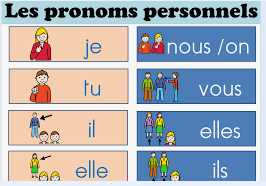 Les pronoms personnels
je
nous /on
tu
vous
il
elles
elle
ils